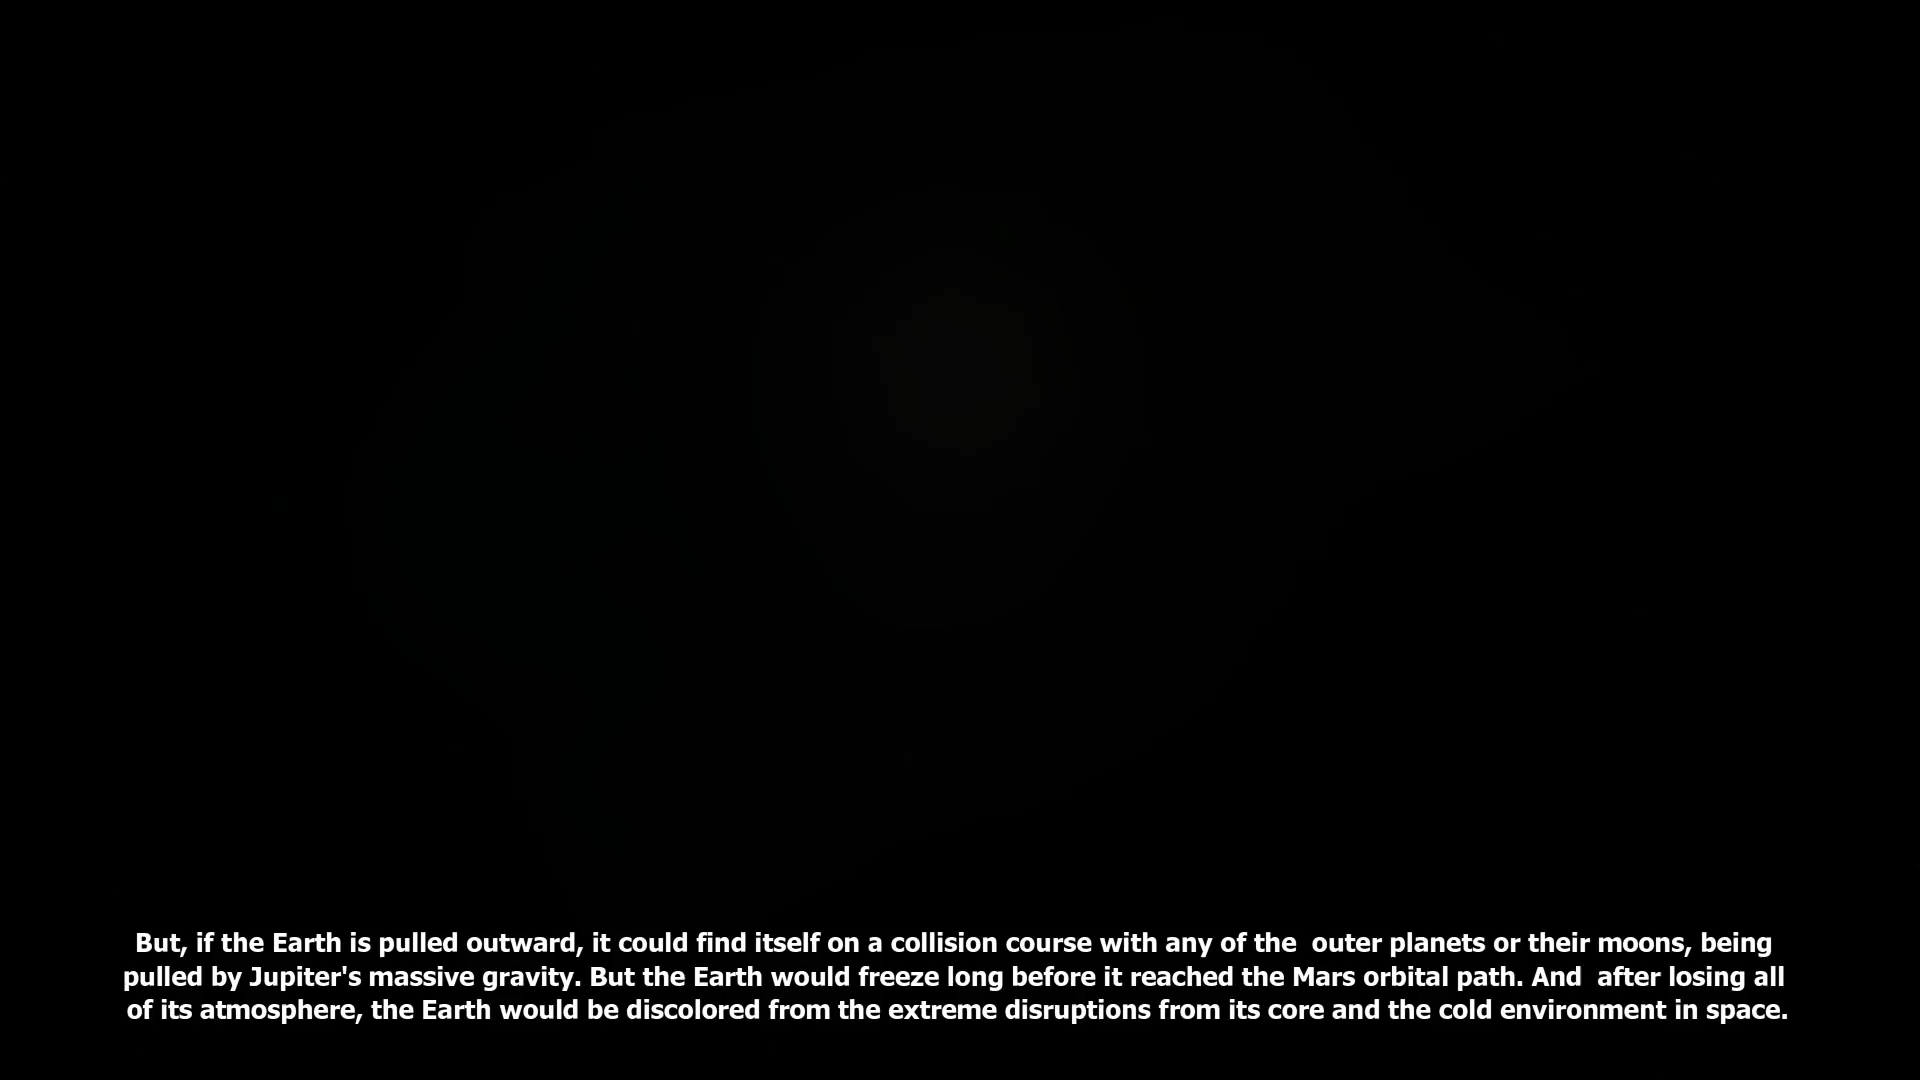 But, if the Earth is pulled outward, it could find itself on a collision course with any of the  outer planets or their moons, being
pulled by Jupiter's massive gravity. But the Earth would freeze long before it reached the Mars orbital path. And  after losing all
of its atmosphere, the Earth would be discolored from the extreme disruptions from its core and the cold environment in space.